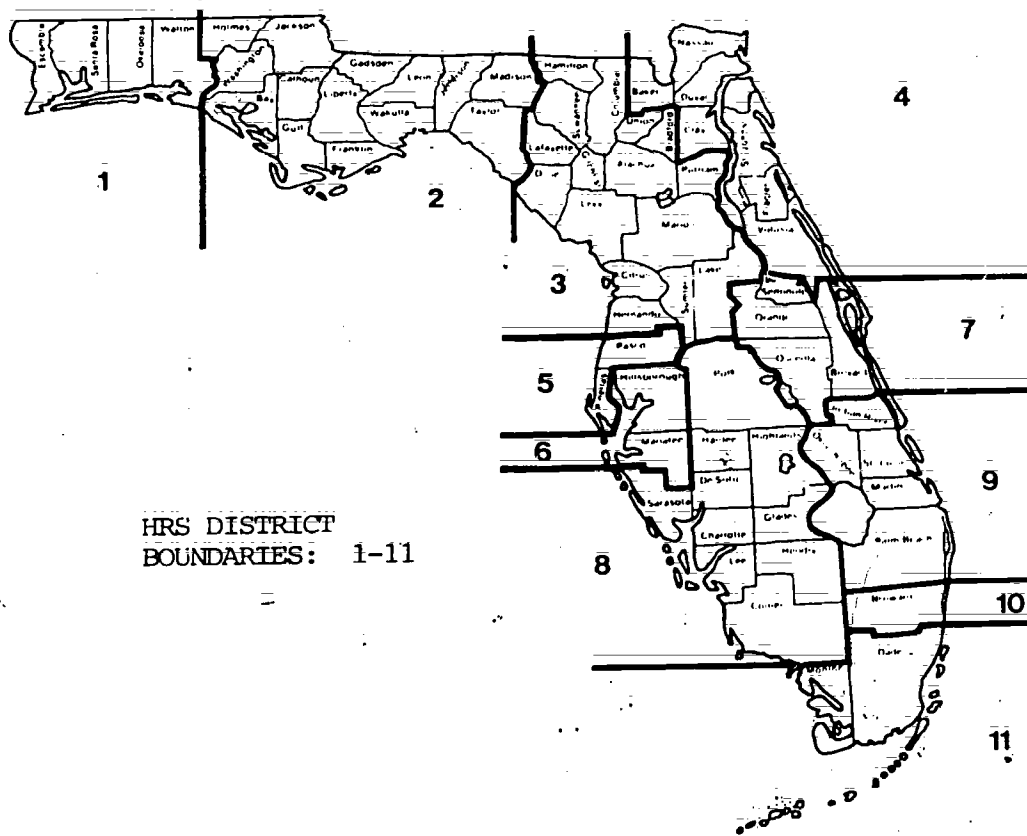 Escambia
Santa Rosa
Okaloosa
Walton
Holmes
Jackson
Washington
Bay
Calhoun
Gulf
Liberty
Gadsden
Franklin
Leon
Wakulla
Jefferson
Madison
Taylor
Hamilton
Suwannee
Lafayette
Dixie
Columbia
Baker
Union
Bradford
Alachua
Nassau
Duval
Clay
Putnam
St. Johns
Flagler
Volusia
Levy
Marion
Citrus
Sumter
Lake
Hernando
Seminole
Orange
Pasco
Osceola
Brevard
Pinellas
Hillsborough
Polk
Indian River
Manatee
Hardee
Highlands
St. Lucie
De Soto
Martin
Sarasota
Glades
Charlotte
Lee
Hendry
Palm Beach
Collier
Broward
Dade
Monroe
1
2
3
4
5
6
7
8
9
10
11
HRS DISTRICT
BOUNDARIES: 1-11